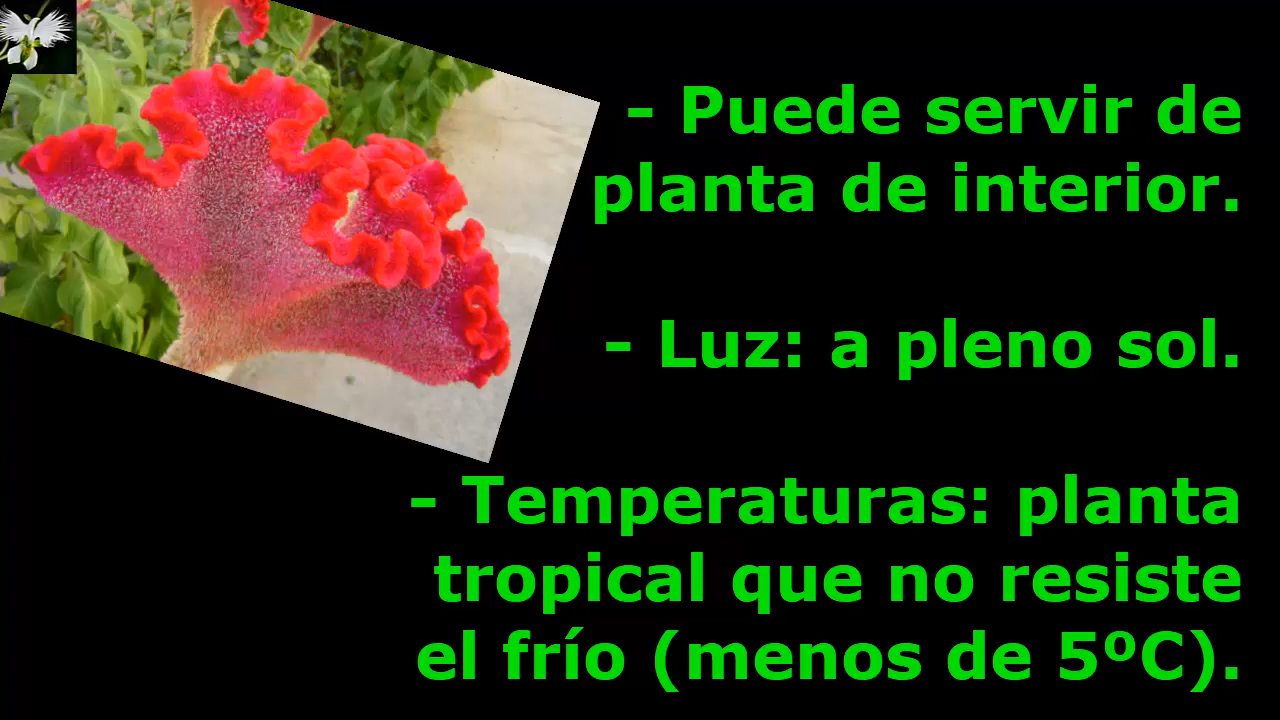 - Puede servir de
planta de interior.
- Luz: a pleno sol.
- Temperaturas: planta
tropical que no resiste
el frío (menos de 5ºC).